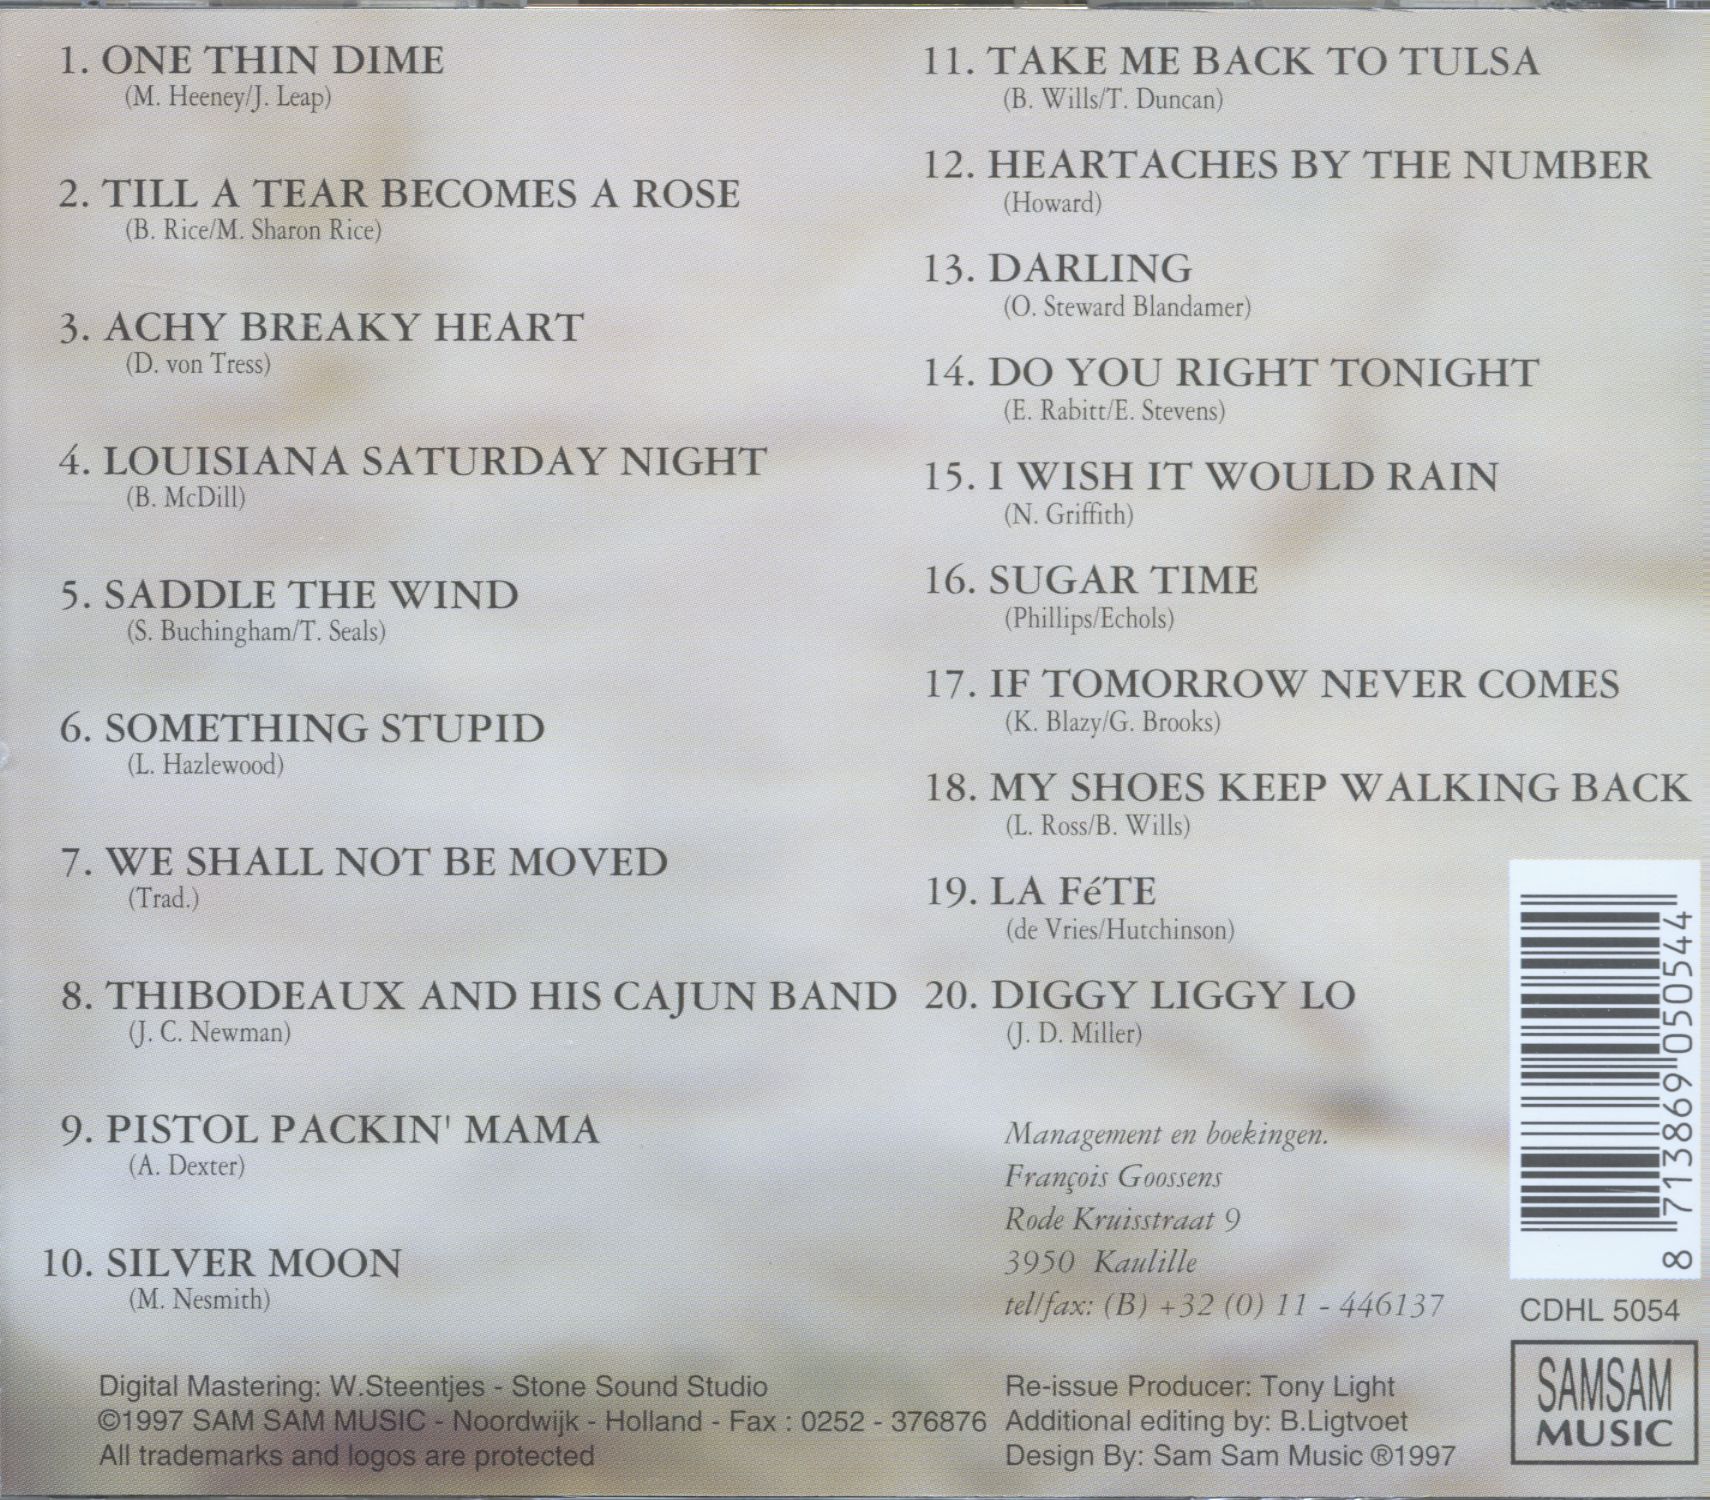 1. ONE THIN DIME
(M. Heeney/J. Leap)
2. TILL A TEAR BECOMES A ROSE
(B. Rice/M. Sharon Rice)
3. ACHY BREAKY HEART
(D. von Tress)
4. LOUISIANA SATURDAY NIGHT
(B. McDill)
5. SADDLE THE WIND
(S. Buchingham/T. Seals)
6. SOMETHING STUPID
(L. Hazlewood)
7. WE SHALL NOT BE MOVED
(Trad.)
8. THIBODEAUX AND HIS CAJUN BAND
(J. C. Newman)
9. PISTOL PACKIN' MAMA
(A. Dexter)
10. SILVER MOON
(M. Nesmith)
11. TAKE ME BACK TO TULSA
(B. Wills/T. Duncan)
12. HEARTACHES BY THE NUMBER
(Howard)
13. DARLING
(O. Steward Blandamer)
14. DO YOU RIGHT TONIGHT
(E. Rabitt/E. Stevens)
15. I WISH IT WOULD RAIN
(N. Griffith)
16. SUGAR TIME
(Phillips/Echols)
17. IF TOMORROW NEVER COMES
(K. Blazy/G. Brooks)
18. MY SHOES KEEP WALKING BACK
(L. Ross/B. Wills)
19. LA FéTE
(de Vries/Hutchinson)
20. DIGGY LIGGY LO
(J. D. Miller)
Management en boekingen.
François Goossens
Rode Kruisstraat 9
3950 Kaulille
tel/fax: (B) +32 (0) 11 - 446137
8 713869 050544
CDHL 5054
SAMSAM
MUSIC
Digital Mastering: W.Steentjes - Stone Sound Studio
©1997 SAM SAM MUSIC - Noordwijk - Holland - Fax : 0252 - 376876
All trademarks and logos are protected
Re-issue Producer: Tony Light
Additional editing by: B.Ligtvoet
Design By: Sam Sam Music ®1997